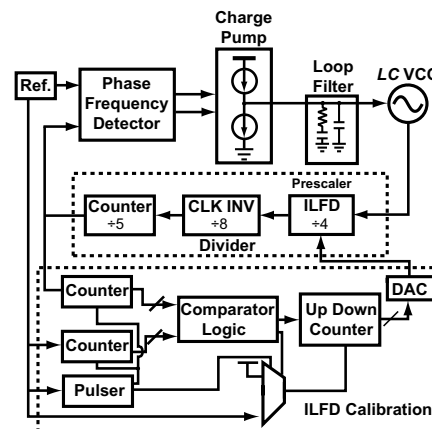 Charge
Pump
Ref.
Phase
Frequency
Detector
Loop
Filter
LC VCO
Prescaler
Counter
÷5
CLK INV
÷8
ILFD
÷4
Divider
Counter
Counter
Pulser
Comparator
Logic
Up Down
Counter
DAC
ILFD Calibration